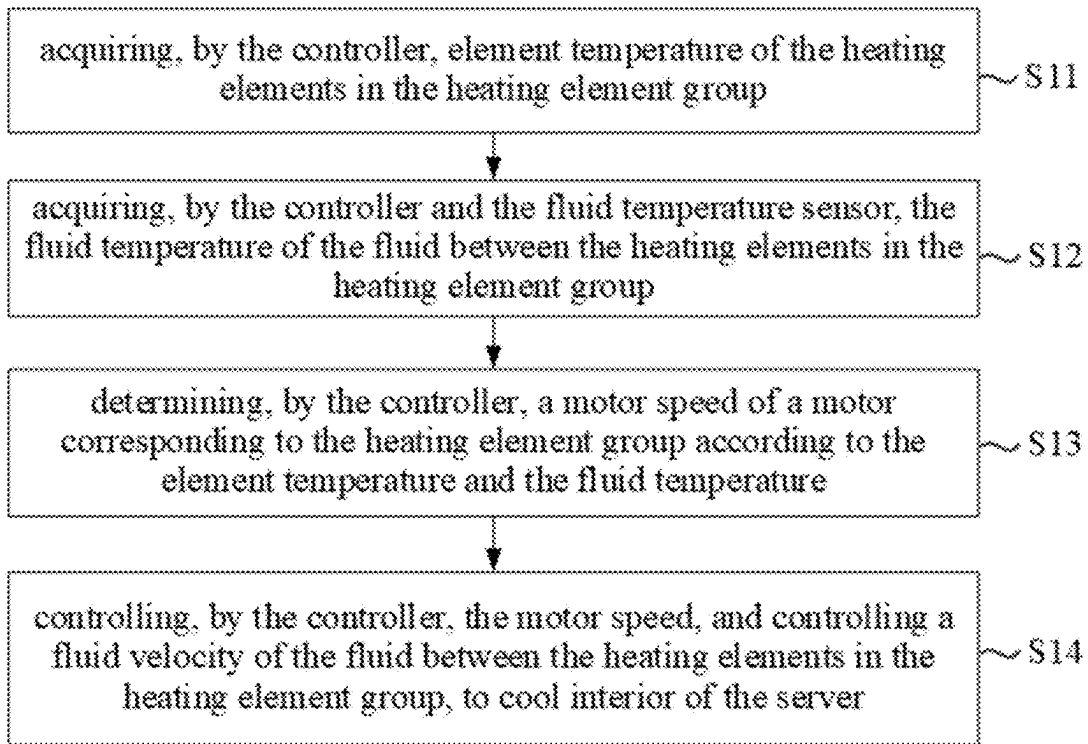 acquiring, by the controller, element temperature of the heating
elements in the heating element group
S11
acquiring, by the controller and the fluid temperature sensor, the
fluid temperature of the fluid between the heating elements in the
heating element group
S12
determining, by the controller, a motor speed of a motor
corresponding to the heating element group according to the
element temperature and the fluid temperature
S13
controlling, by the controller, the motor speed, and controlling a
fluid velocity of the fluid between the heating elements in the
heating element group, to cool interior of the server
S14